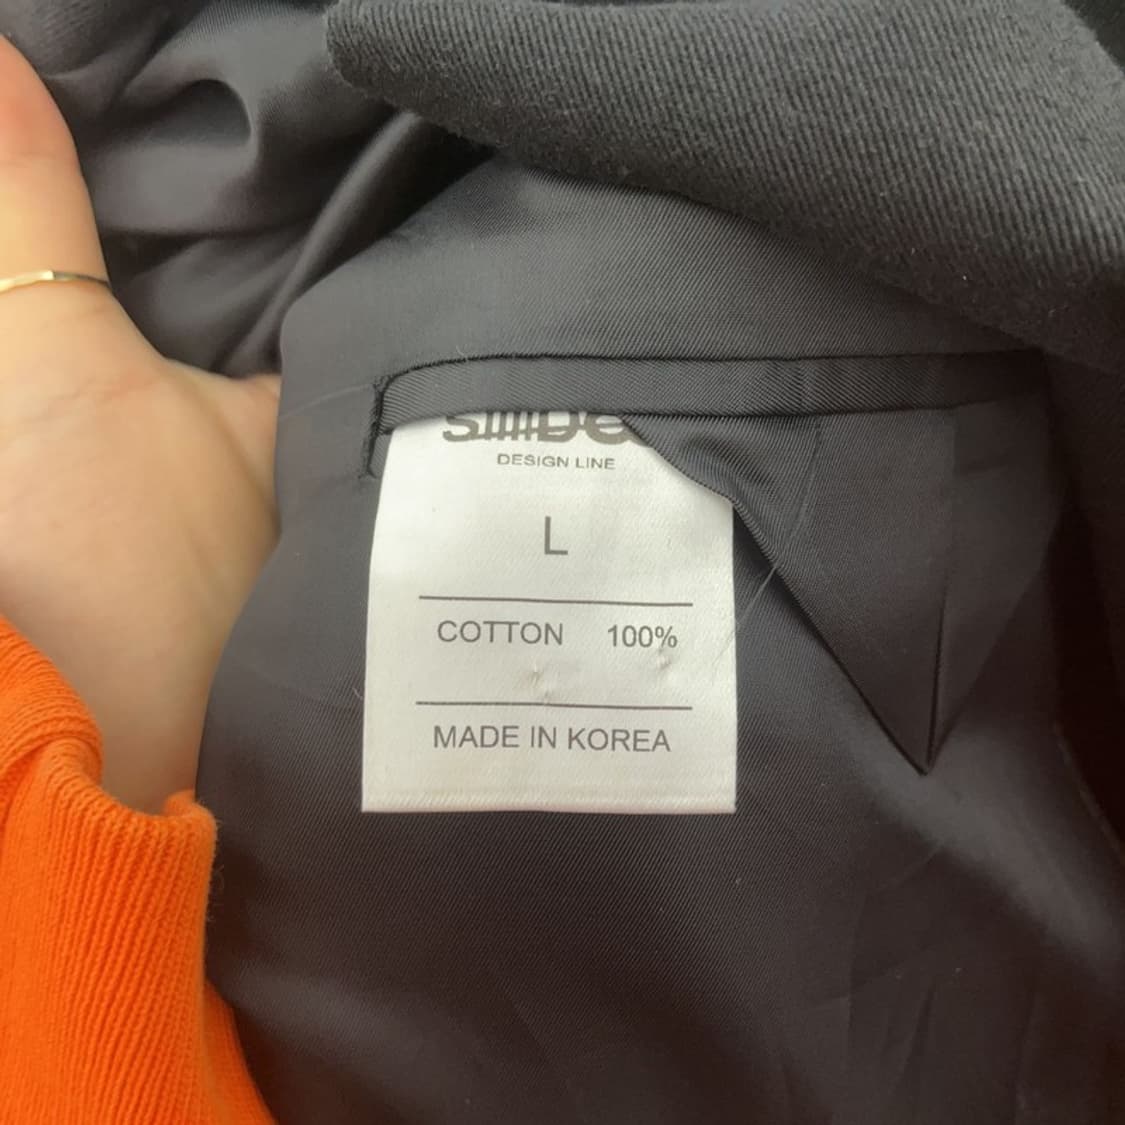 DESIGN LINE
L
COTTON 100%
MADE IN KOREA